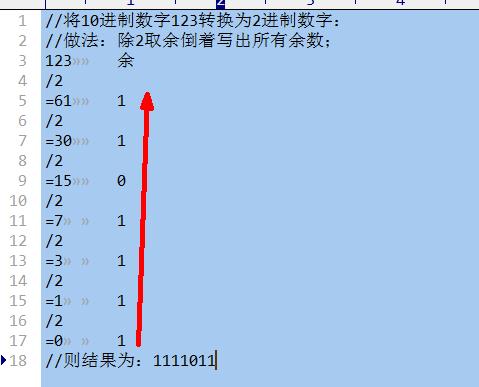 1 2 3 4
1 //将10进制数字123转换为2进制数字：
2 //做法：除2取余倒着写出所有余数；
3 123»» 余
4 /2
5 =61»» 1
6 /2
7 =30»» 1
8 /2
9 =15»» 0
10 /2
11 =7» » 1
12 /2
13 =3» » 1
14 /2
15 =1» » 1
16 /2
17 =0» » 1
18 //则结果为：1111011